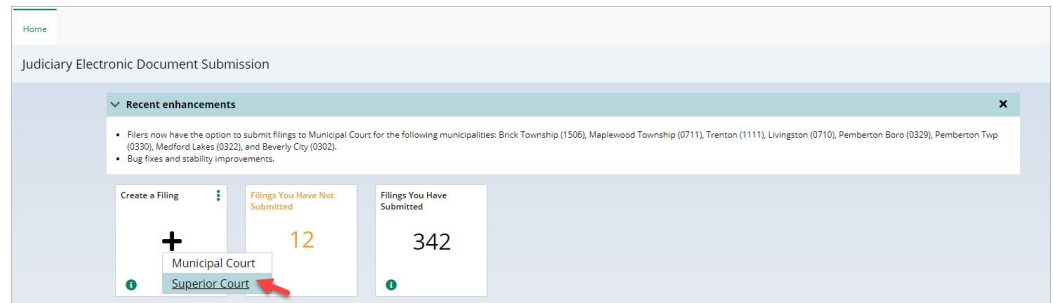 Home
Judiciary Electronic Document Submission
Recent enhancements
Filers now have the option to submit filings to Municipal Court for the following municipalities: Brick Township (1506), Maplewood Township (0711), Trenton (1111), Livingston (0710), Pemberton Boro (0329), Pemberton Twp
(0330), Medford Lakes (0322), and Beverly City (0302).
Bug fixes and stability improvements.
Create a Filing
Filings You Have Not
Submitted
12
Filings You Have
Submitted
342
Municipal Court
Superior Court